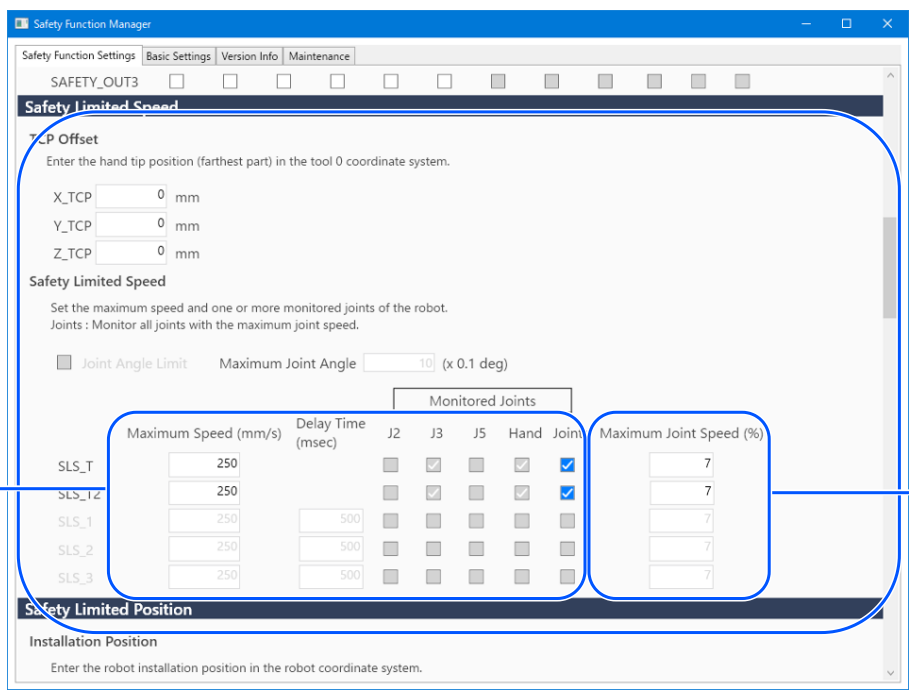 Safety Function Manager
Safety Function Settings Basic Settings Version Info Maintenance
SAFETY_OUT3
Safety Limited Speed
TCP Offset
Enter the hand tip position (farthest part) in the tool 0 coordinate system.
X_TCP 0 mm
Y_TCP 0 mm
Z_TCP 0 mm
Safety Limited Speed
Set the maximum speed and one or more monitored joints of the robot.
Joints : Monitor all joints with the maximum joint speed.
Joint Angle Limit Maximum Joint Angle 10 (x 0.1 deg)
Monitored Joints
Maximum Speed (mm/s) Delay Time (msec) J2 J3 J5 Hand Joint Maximum Joint Speed (%)
SLS_T 250 7
SLS_T2 250 7
SLS_1 250 500 7
SLS_2 250 500 7
SLS_3 250 500 7
Safety Limited Position
Installation Position
Enter the robot installation position in the robot coordinate system.